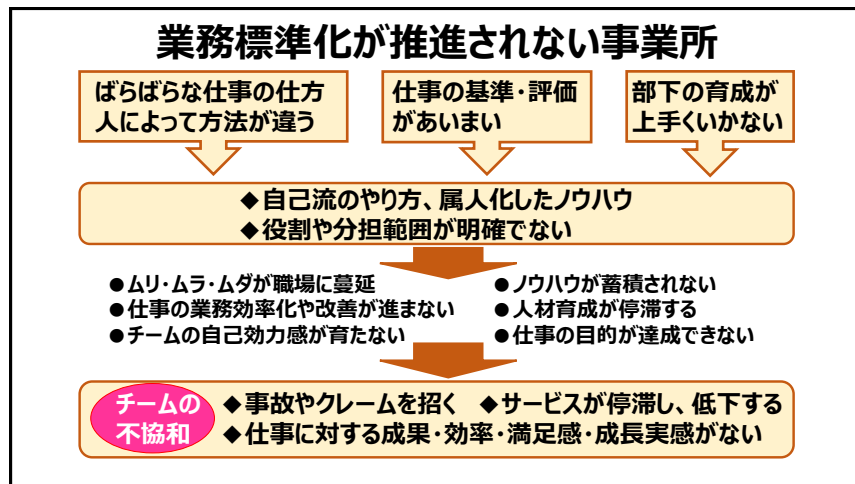 業務標準化が推進されない事業所
ばらばらな仕事の仕方
人によって方法が違う
仕事の基準・評価
があいまい
部下の育成が
上手くいかない
◆自己流のやり方、属人化したノウハウ
◆役割や分担範囲が明確でない
●ムリ・ムラ・ムダが職場に蔓延
●仕事の業務効率化や改善が進まない
●チームの自己効力感が育たない
●ノウハウが蓄積されない
●人材育成が停滞する
●仕事の目的が達成できない
チームの
不協和
◆事故やクレームを招く ◆サービスが停滞し、低下する
◆仕事に対する成果・効率・満足感・成長実感がない